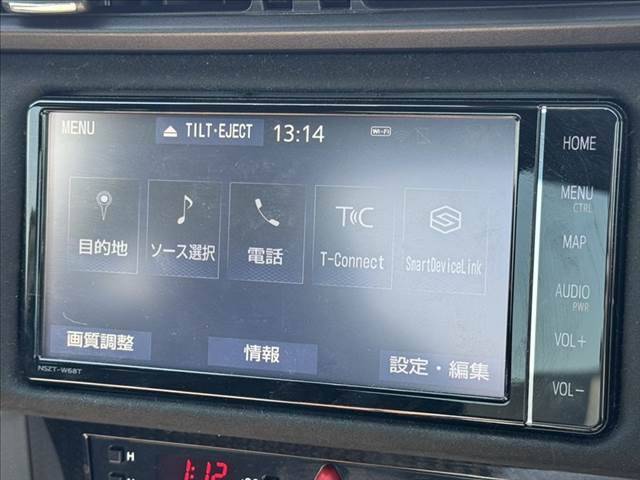 MENU
TILT·EJECT
13:14
Wi-Fi
HOME
MENU
CTRL
MAP
AUDIO
PWR
VOL+
VOL−
目的地
ソース選択
電話
T-Connect
SmartDeviceLink
画質調整
情報
設定・編集
NSZT-W68T
H
1:12